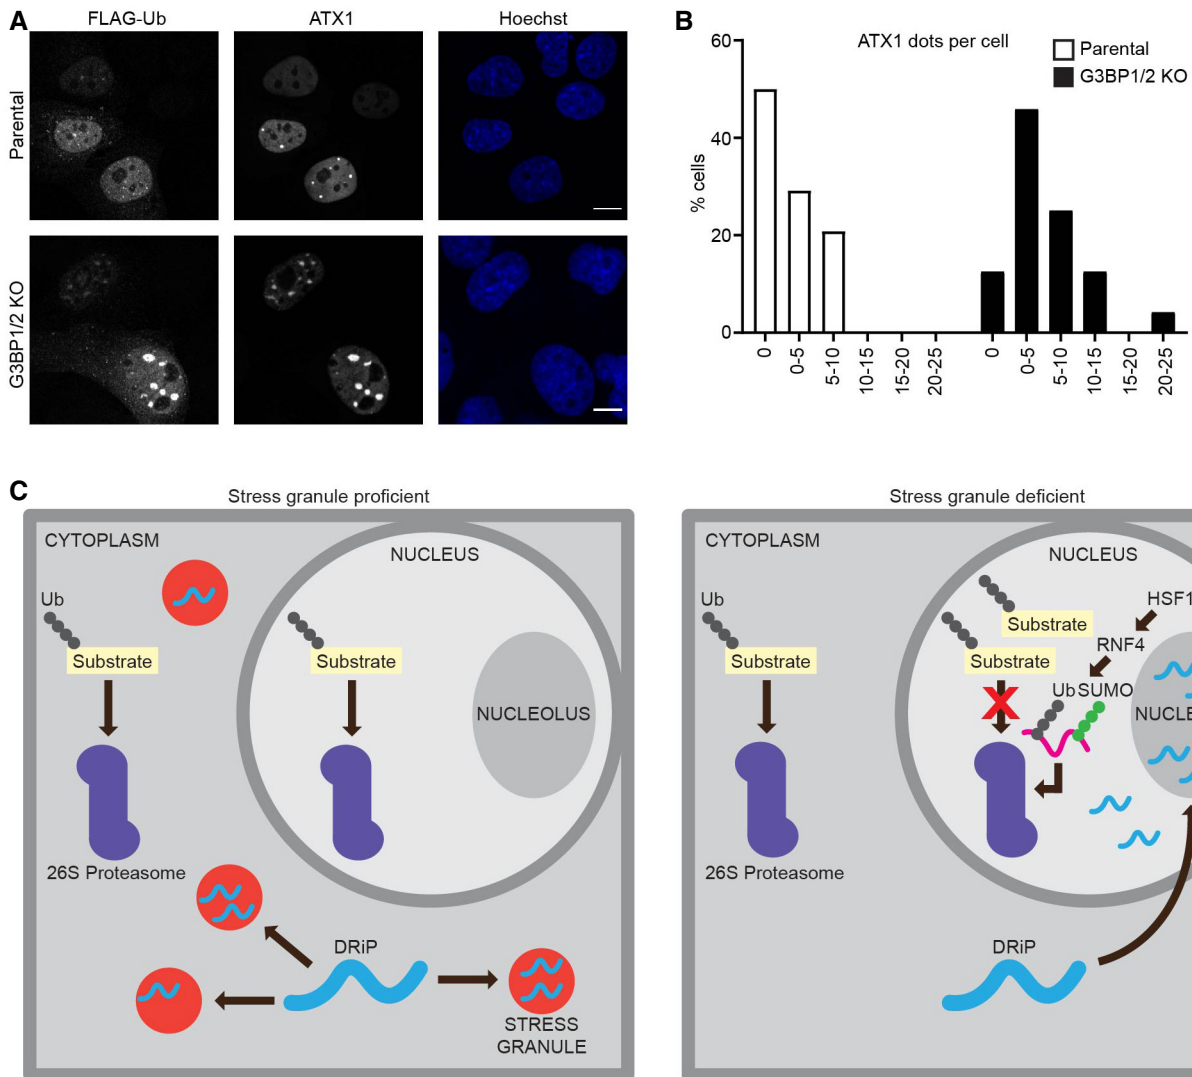 A
FLAG-Ub
ATX1
Hoechst
Parental
G3BP1/2 KO
B
ATX1 dots per cell
Parental
G3BP1/2 KO
% cells
60
40
20
0
0
0-5
5-10
10-15
15-20
20-25
0
0-5
5-10
10-15
15-20
20-25
C
Stress granule proficient
CYTOPLASM
NUCLEUS
Ub
Substrate
Substrate
NUCLEOLUS
26S Proteasome
DRiP
STRESS
GRANULE
Stress granule deficient
CYTOPLASM
NUCLEUS
Ub
Substrate
HSF1
Substrate
Substrate
RNF4
Ub
SUMO
NUCLE
26S Proteasome
DRiP